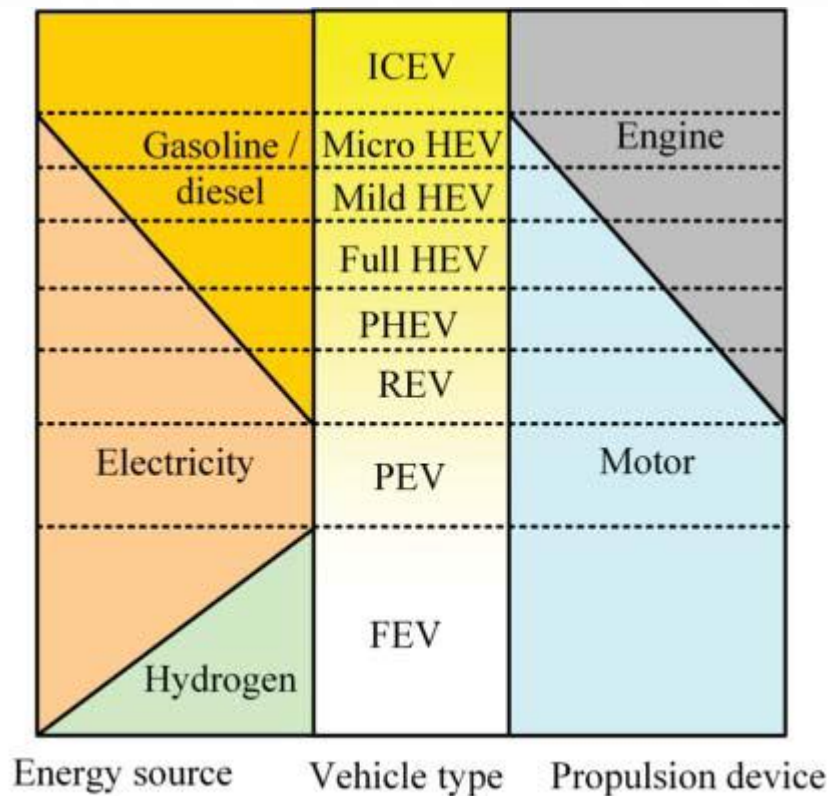 ICEV
Gasoline /
diesel
Micro HEV
Engine
Mild HEV
Full HEV
PHEV
REV
Electricity
PEV
Motor
FEV
Hydrogen
Energy source
Vehicle type
Propulsion device